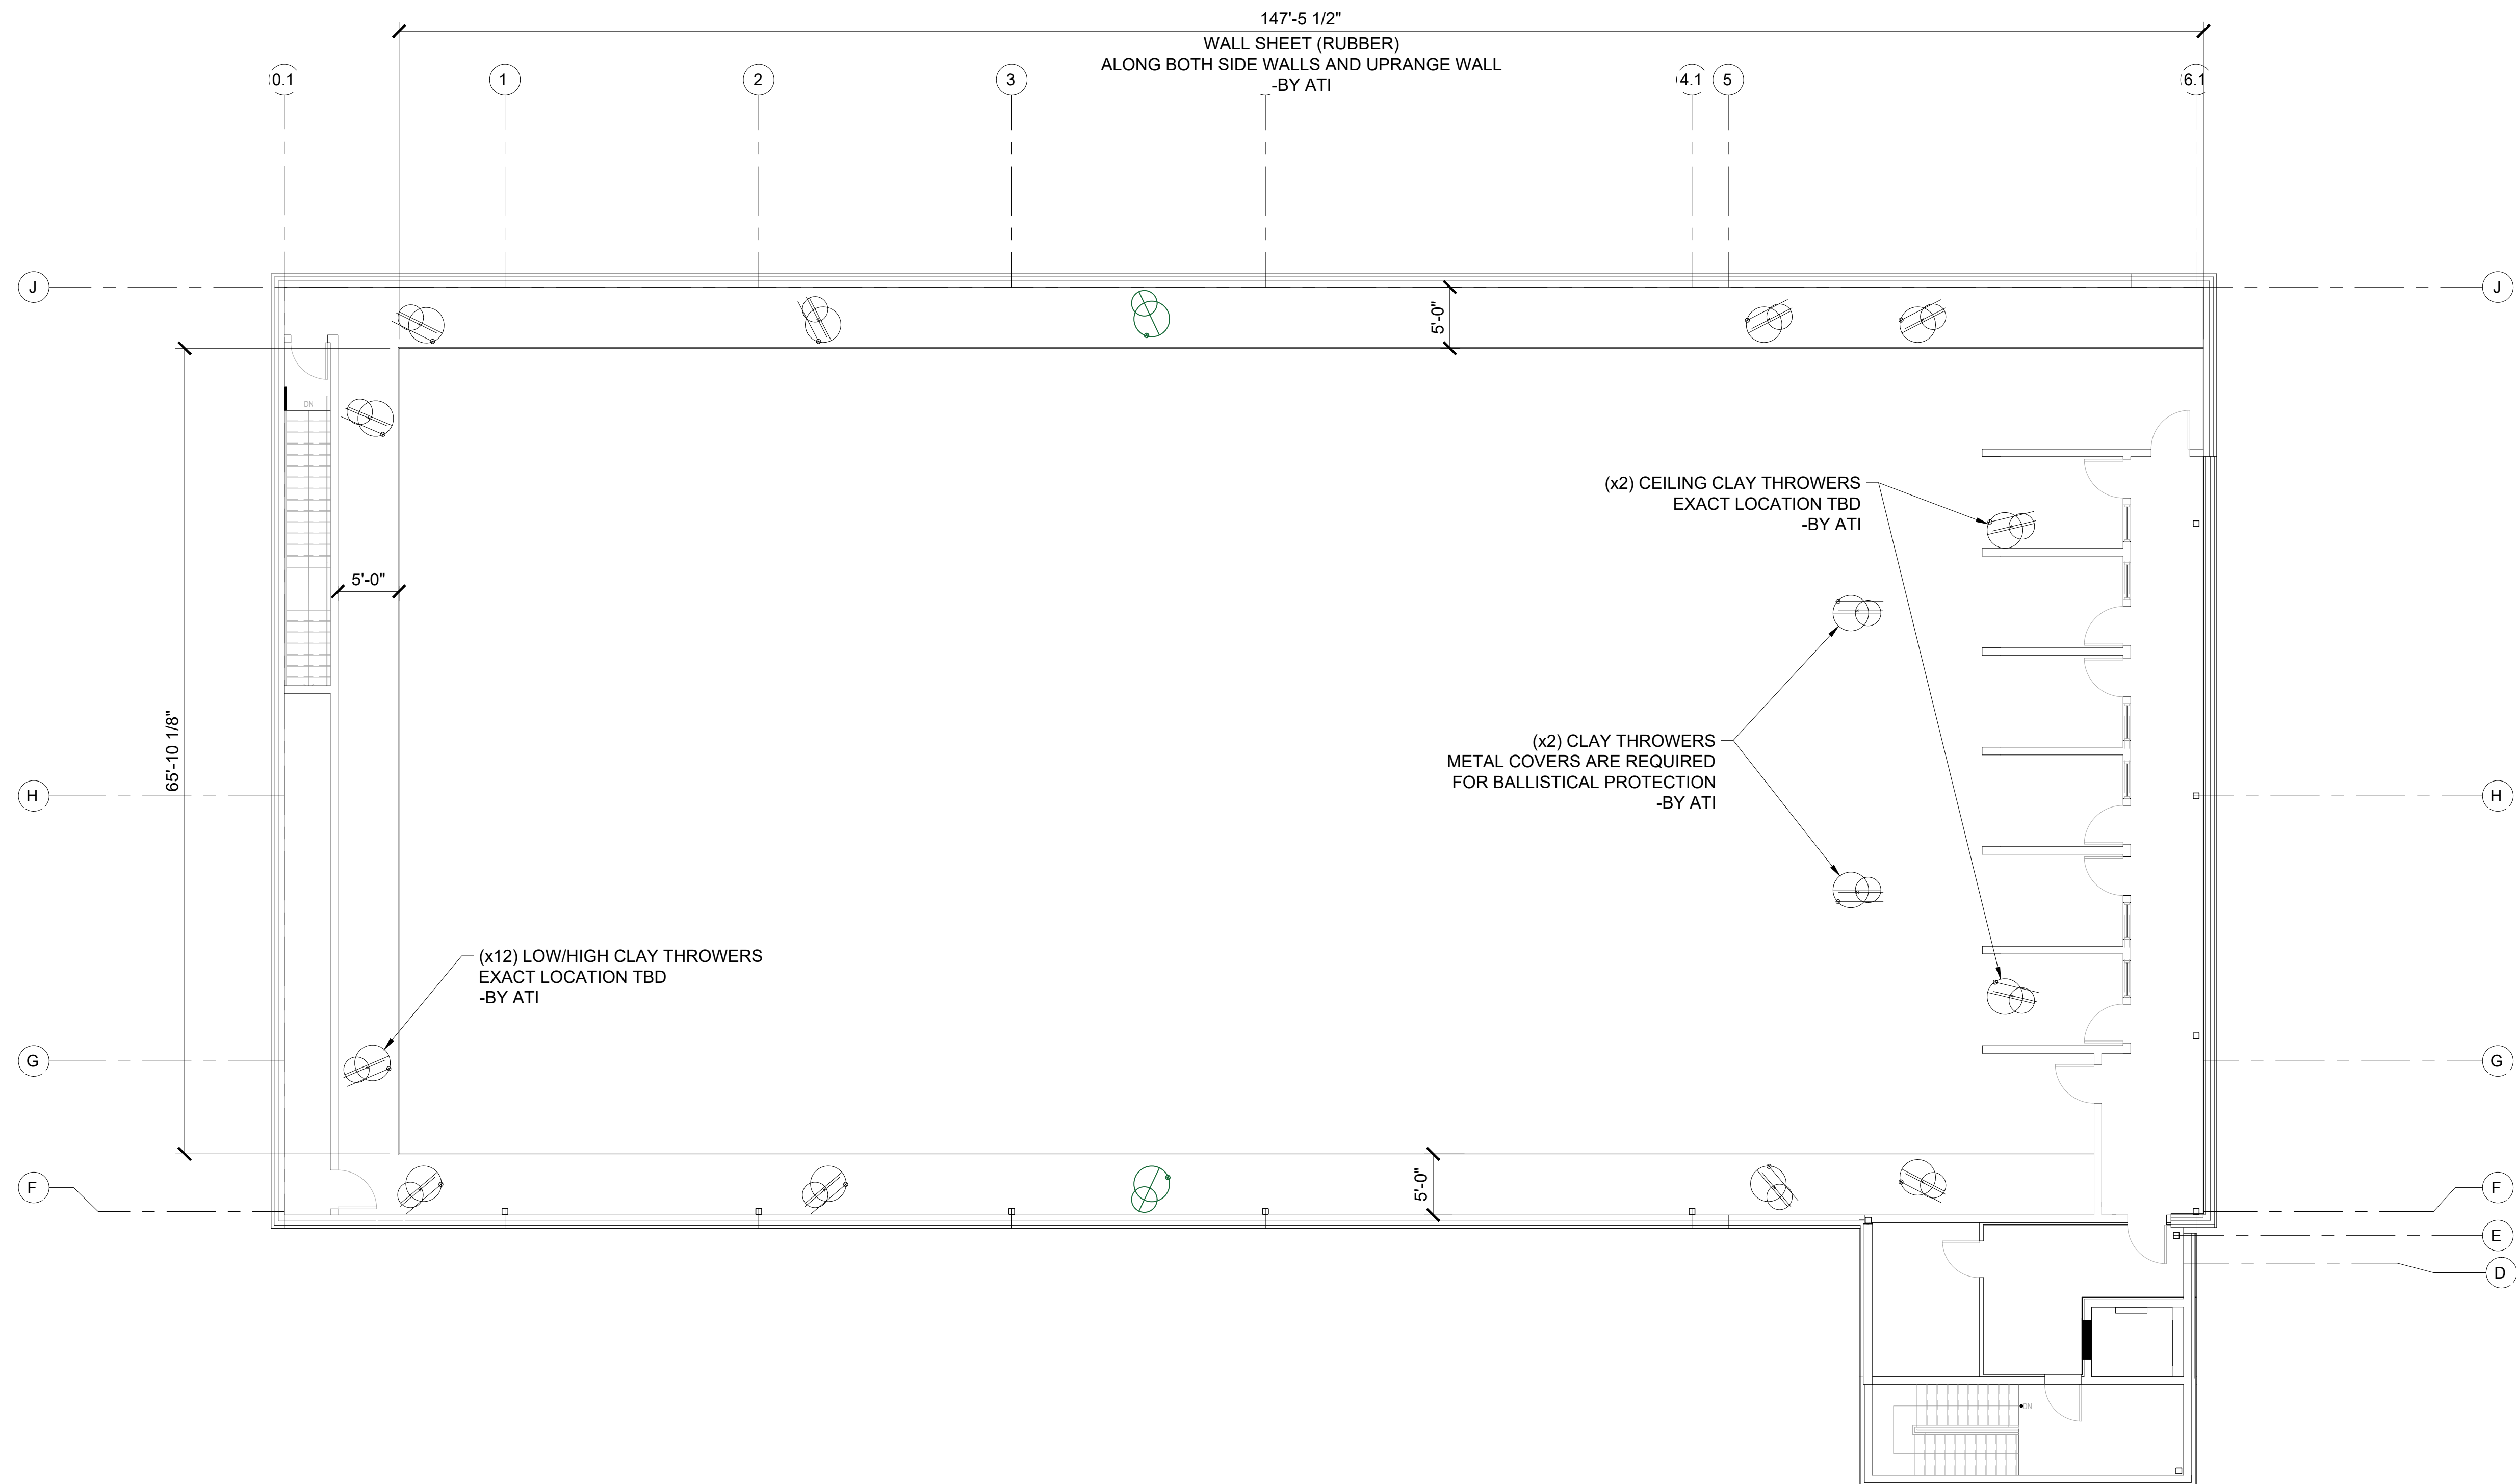 147'-5 1/2"
WALL SHEET (RUBBER)
ALONG BOTH SIDE WALLS AND UPRANGE WALL
-BY ATI
0.1
1
2
3
4.1
5
6.1
J
J
5'-0"
DN
(x2) CEILING CLAY THROWERS
EXACT LOCATION TBD
-BY ATI
5'-0"
65'-10 1/8"
(x2) CLAY THROWERS
METAL COVERS ARE REQUIRED
FOR BALLISTICAL PROTECTION
-BY ATI
H
H
(x12) LOW/HIGH CLAY THROWERS
EXACT LOCATION TBD
-BY ATI
G
G
5'-0"
F
F
E
D
DN